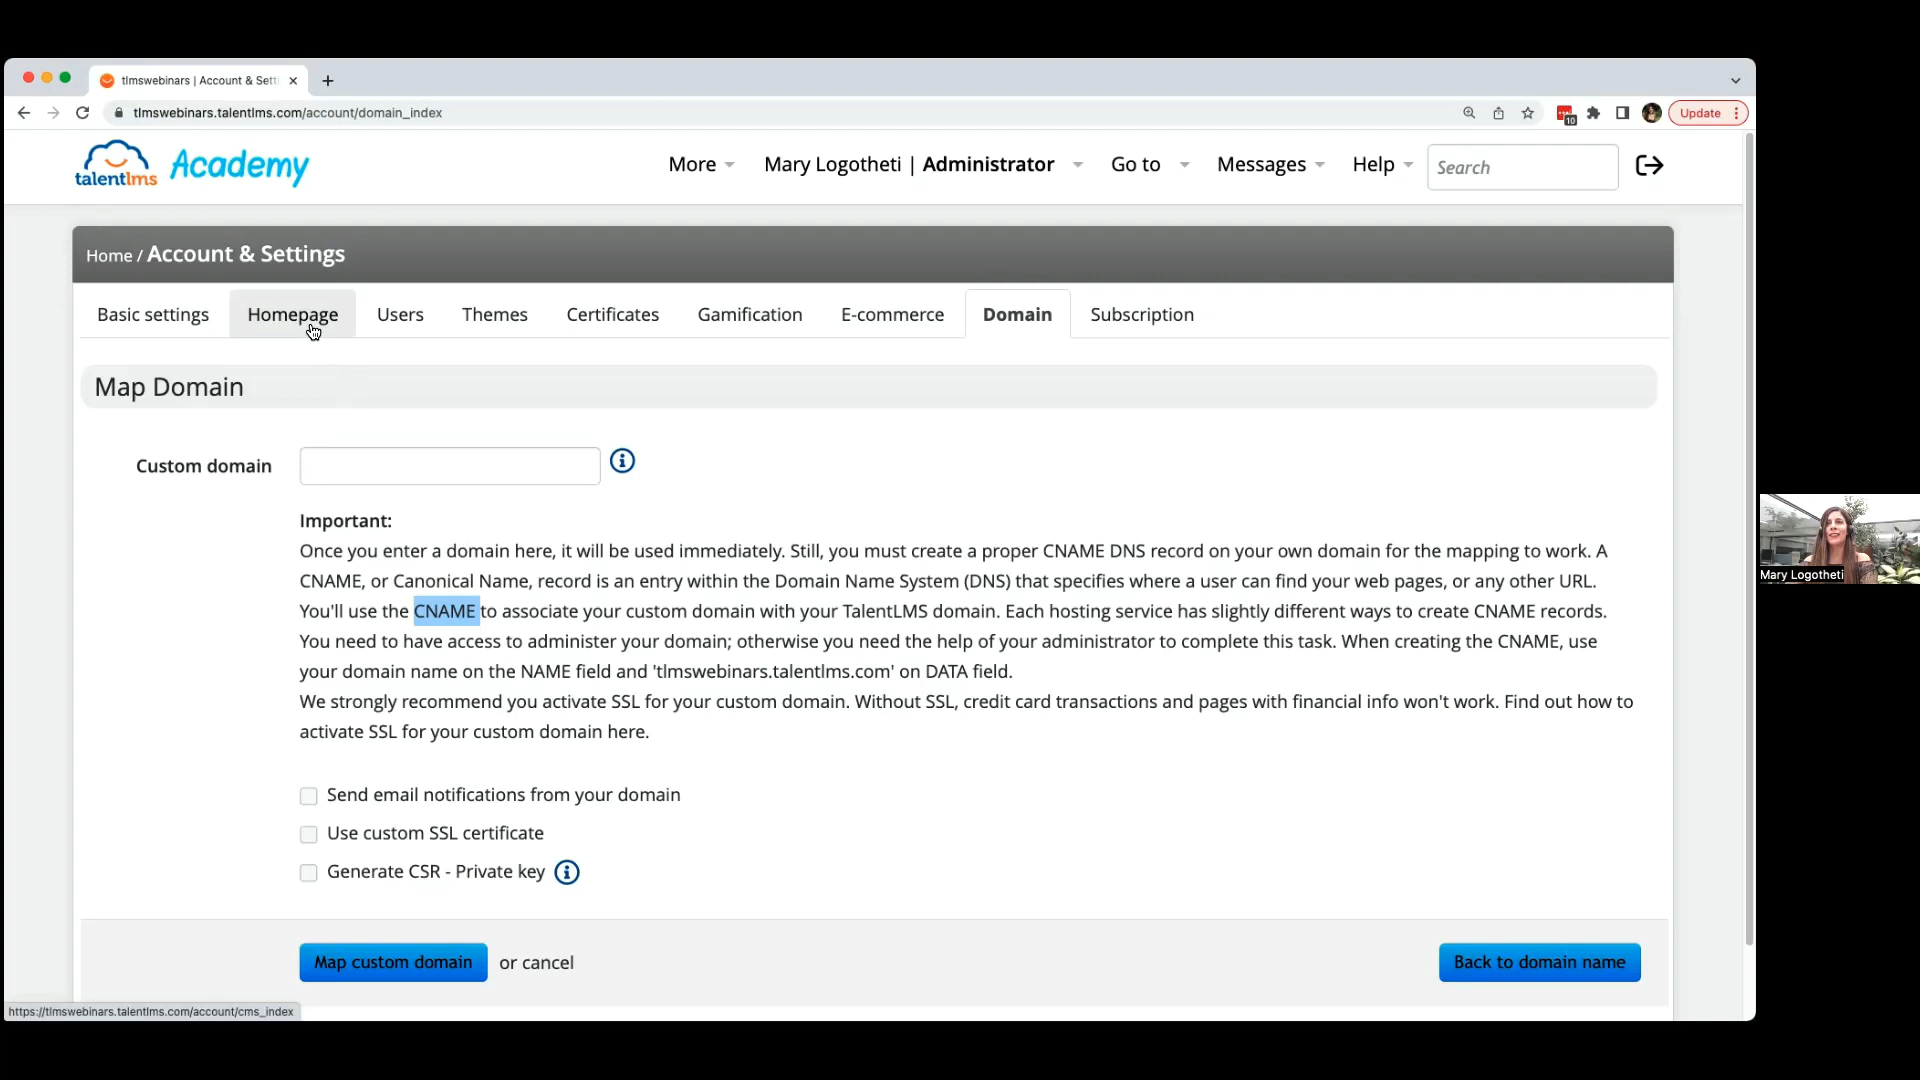 tlmswebinars | Account & Setti
tlmswebinars.talentlms.com/account/domain_index
10
Update
talentlms Academy
More
Mary Logotheti | Administrator
Go to
Messages
Help
Search
Home / Account & Settings
Basic settings
Homepage
Users
Themes
Certificates
Gamification
E-commerce
Domain
Subscription
Map Domain
Custom domain
Important:
Once you enter a domain here, it will be used immediately. Still, you must create a proper CNAME DNS record on your own domain for the mapping to work. A
CNAME, or Canonical Name, record is an entry within the Domain Name System (DNS) that specifies where a user can find your web pages, or any other URL.
You'll use the CNAME to associate your custom domain with your TalentLMS domain. Each hosting service has slightly different ways to create CNAME records.
You need to have access to administer your domain; otherwise you need the help of your administrator to complete this task. When creating the CNAME, use
your domain name on the NAME field and 'tlmswebinars.talentlms.com' on DATA field.
We strongly recommend you activate SSL for your custom domain. Without SSL, credit card transactions and pages with financial info won't work. Find out how to
activate SSL for your custom domain here.
Mary Logotheti
Send email notifications from your domain
Use custom SSL certificate
Generate CSR - Private key
Map custom domain
or cancel
Back to domain name
https://tlmswebinars.talentlms.com/account/cms_index